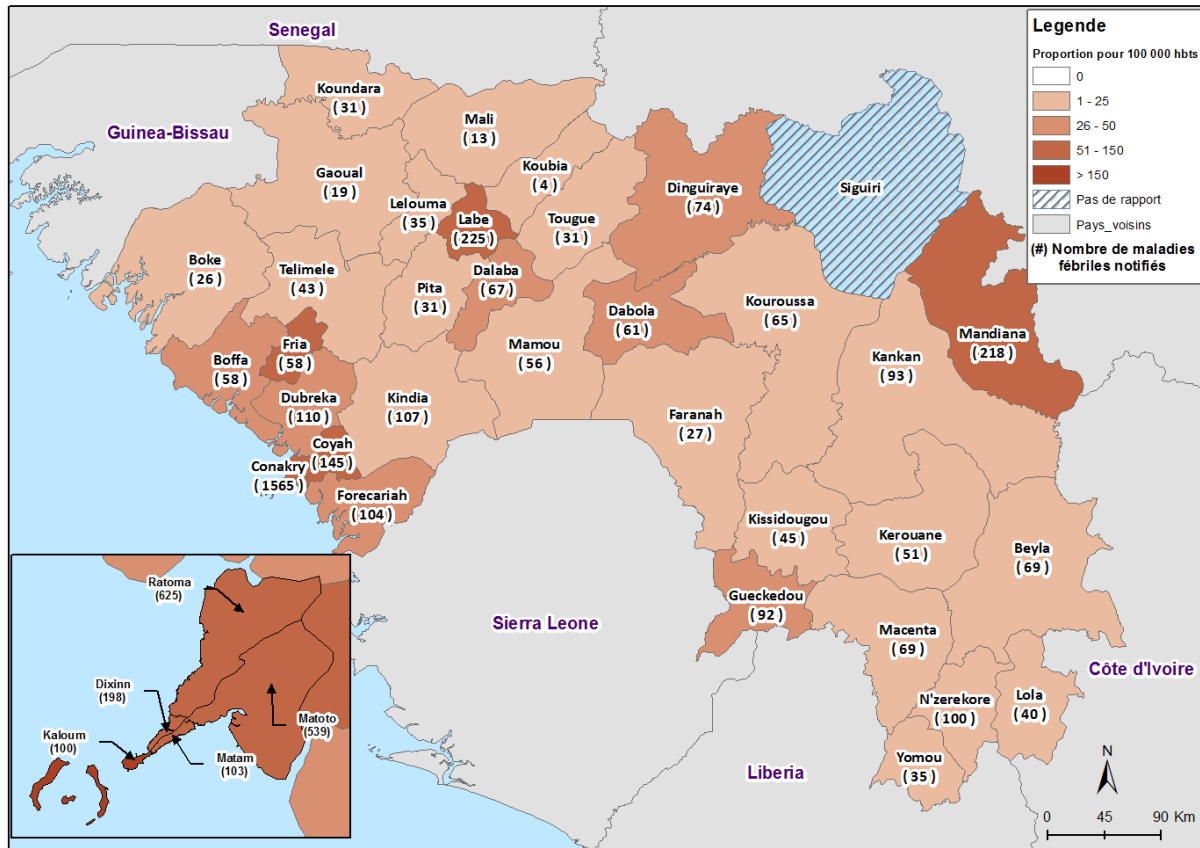 Senegal
Legende
Proportion pour 100 000 hbts
0
1 - 25
26 - 50
51 - 150
> 150
Pas de rapport
Pays_voisins
(#) Nombre de maladies
fébriles notifiés
Koundara
( 31 )
Mali
( 13 )
Guinea-Bissau
Koubia
( 4 )
Gaoual
( 19 )
Dinguiraye
( 74 )
Siguiri
Lelouma
( 35 )
Labe
( 225 )
Tougue
( 31 )
Boke
( 26 )
Telimele
( 43 )
Pita
( 31 )
Dalaba
( 67 )
Dabola
( 61 )
Kouroussa
( 65 )
Mandiana
( 218 )
Fria
( 58 )
Boffa
( 58 )
Mamou
( 56 )
Kankan
( 93 )
Dubreka
( 110 )
Kindia
( 107 )
Faranah
( 27 )
Coyah
( 145 )
Conakry
( 1565 )
Forecariah
( 104 )
Kissidougou
( 45 )
Kerouane
( 51 )
Beyla
( 69 )
Gueckedou
( 92 )
Sierra Leone
Macenta
( 69 )
Côte d'Ivoire
N'zerekore
( 100 )
Lola
( 40 )
Yomou
( 35 )
Liberia
Ratoma
(625)
Dixinn
(198)
Kaloum
(100)
Matoto
(539)
Matam
(103)
N
0 45 90 Km